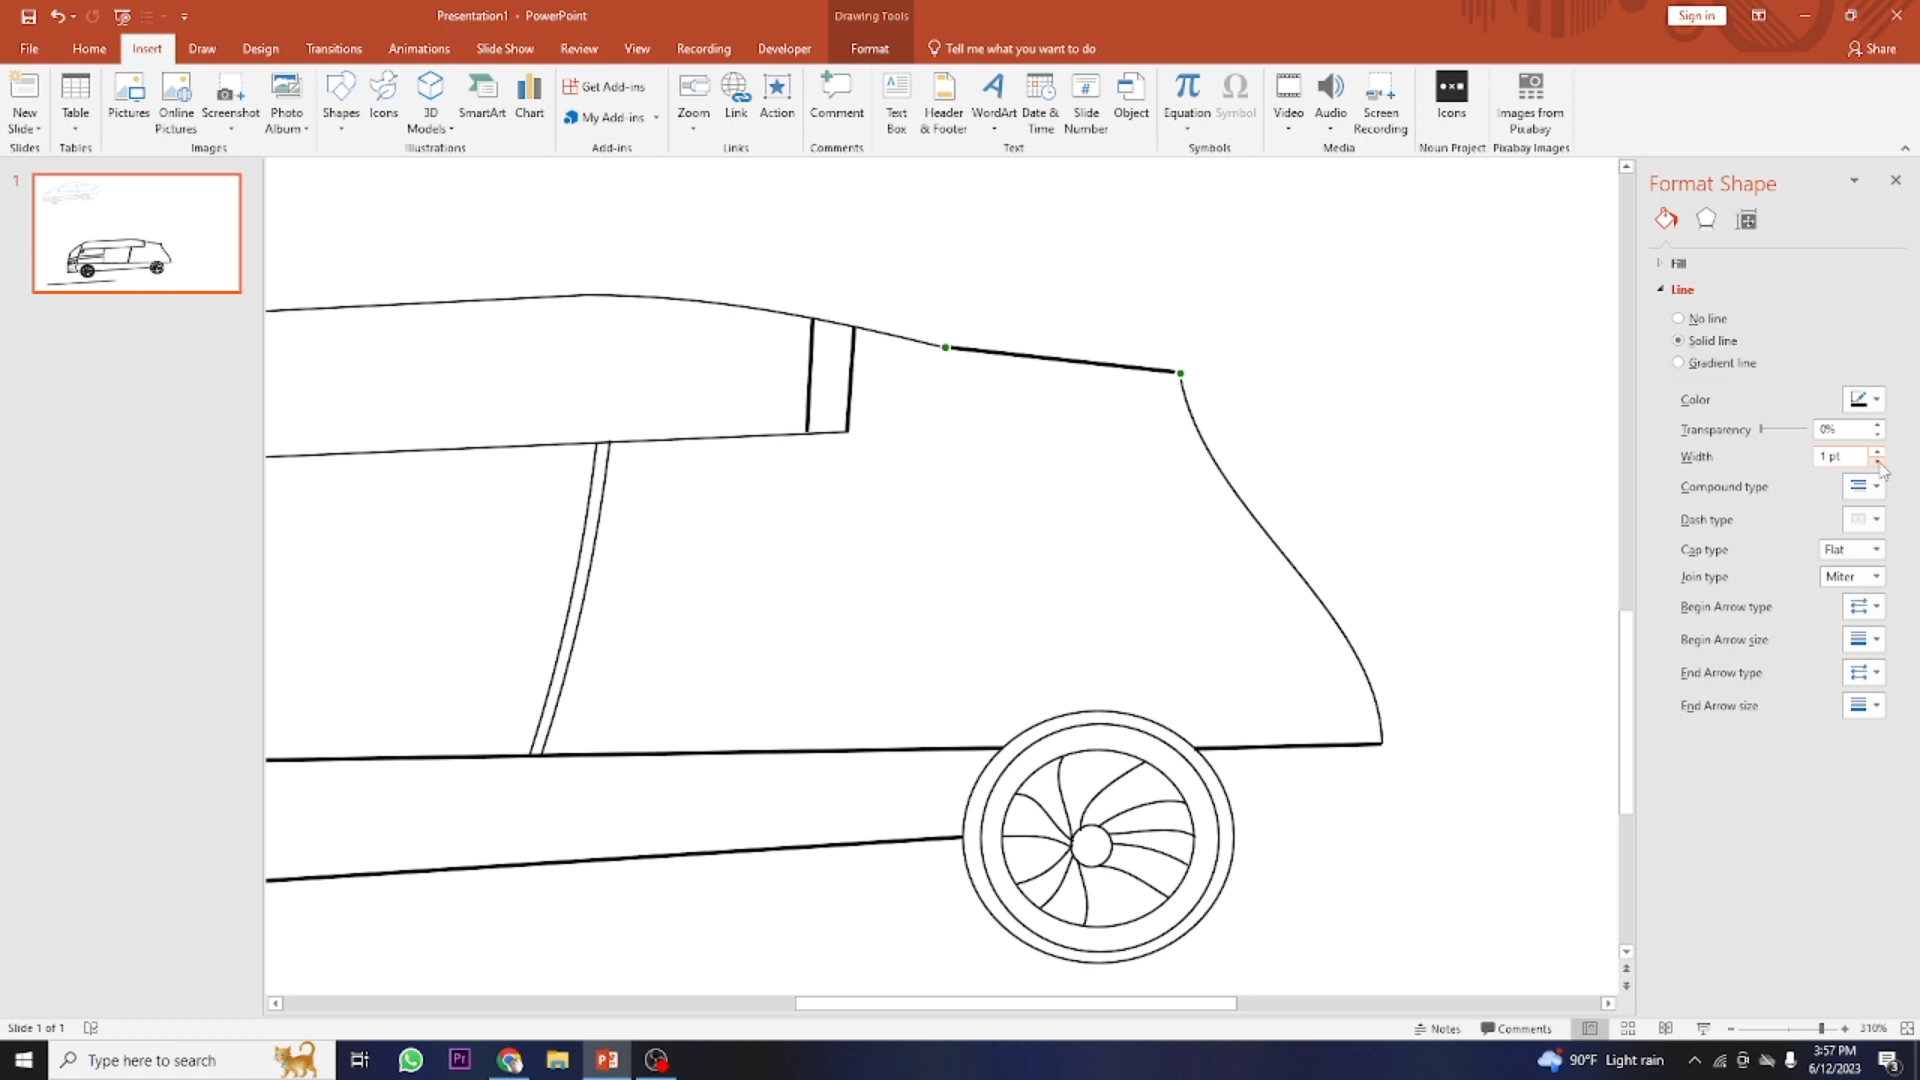 Presentation1 - PowerPoint
Drawing Tools
Sign in
File Home Insert Draw Design Transitions Animations Slide Show Review View Recording Developer Format Tell me what you want to do Share
New Slide
Table
Pictures
Online Pictures
Screenshot
Photo Album
Shapes
Icons
3D Models
SmartArt
Chart
Get Add-ins
My Add-ins
Zoom
Link
Action
Comment
Text Box
Header & Footer
WordArt
Date & Time
Slide Number
Object
Equation
Symbol
Video
Audio
Screen Recording
Icons
Images from Pixabay
Slides Tables Images Illustrations Add-ins Links Comments Text Symbols Media Noun Project Pixabay Images
1
Format Shape
Fill
Line
No line
Solid line
Gradient line
Color
Transparency 0%
Width 1 pt
Compound type
Dash type
Cap type Flat
Join type Miter
Begin Arrow type
Begin Arrow size
End Arrow type
End Arrow size
Slide 1 of 1
Notes Comments 310%
Type here to search
90°F Light rain
3:57 PM
6/12/2023
3